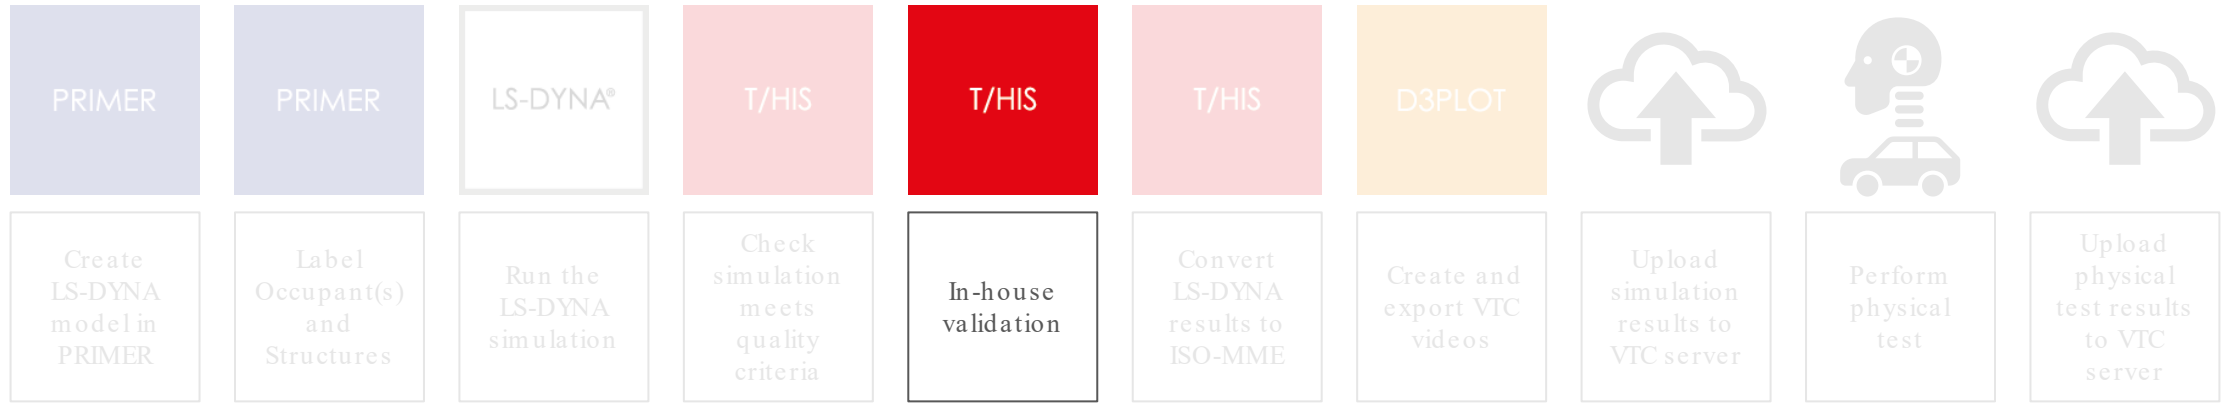 PRIMER
PRIMER
LS-DYNA®
T/HIS
T/HIS
T/HIS
D3PLOT
Create
LS-DYNA
model in
PRIMER
Label
Occupant(s)
and
Structures
Run the
LS-DYNA
simulation
Check
simulation
meets
quality
criteria
In-house
validation
Convert
LS-DYNA
results to
ISO-MME
Create and
export VTC
videos
Upload
simulation
results to
VTC server
Perform
physical
test
Upload
physical
test results
to VTC
server